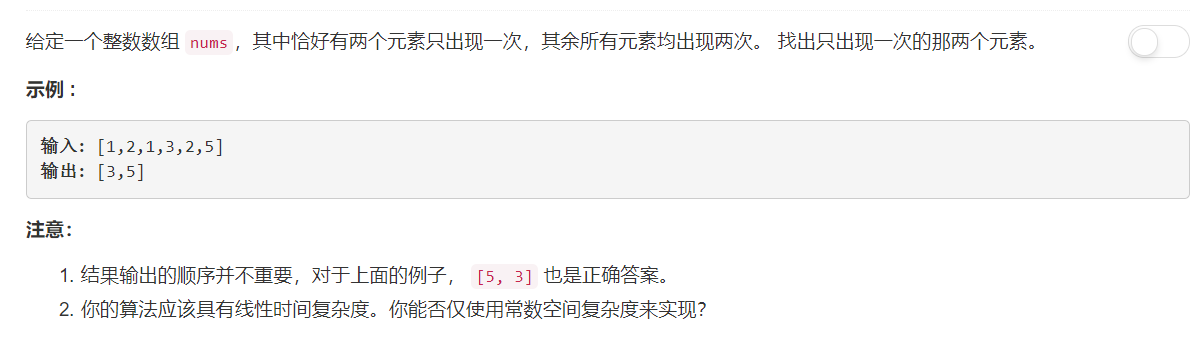 给定一个整数数组 nums，其中恰好有两个元素只出现一次，其余所有元素均出现两次。 找出只出现一次的那两个元素。
示例 :
输入: [1,2,1,3,2,5]
输出: [3,5]
注意：
1. 结果输出的顺序并不重要，对于上面的例子， [5, 3] 也是正确答案。
2. 你的算法应该具有线性时间复杂度。你能否仅使用常数空间复杂度来实现？